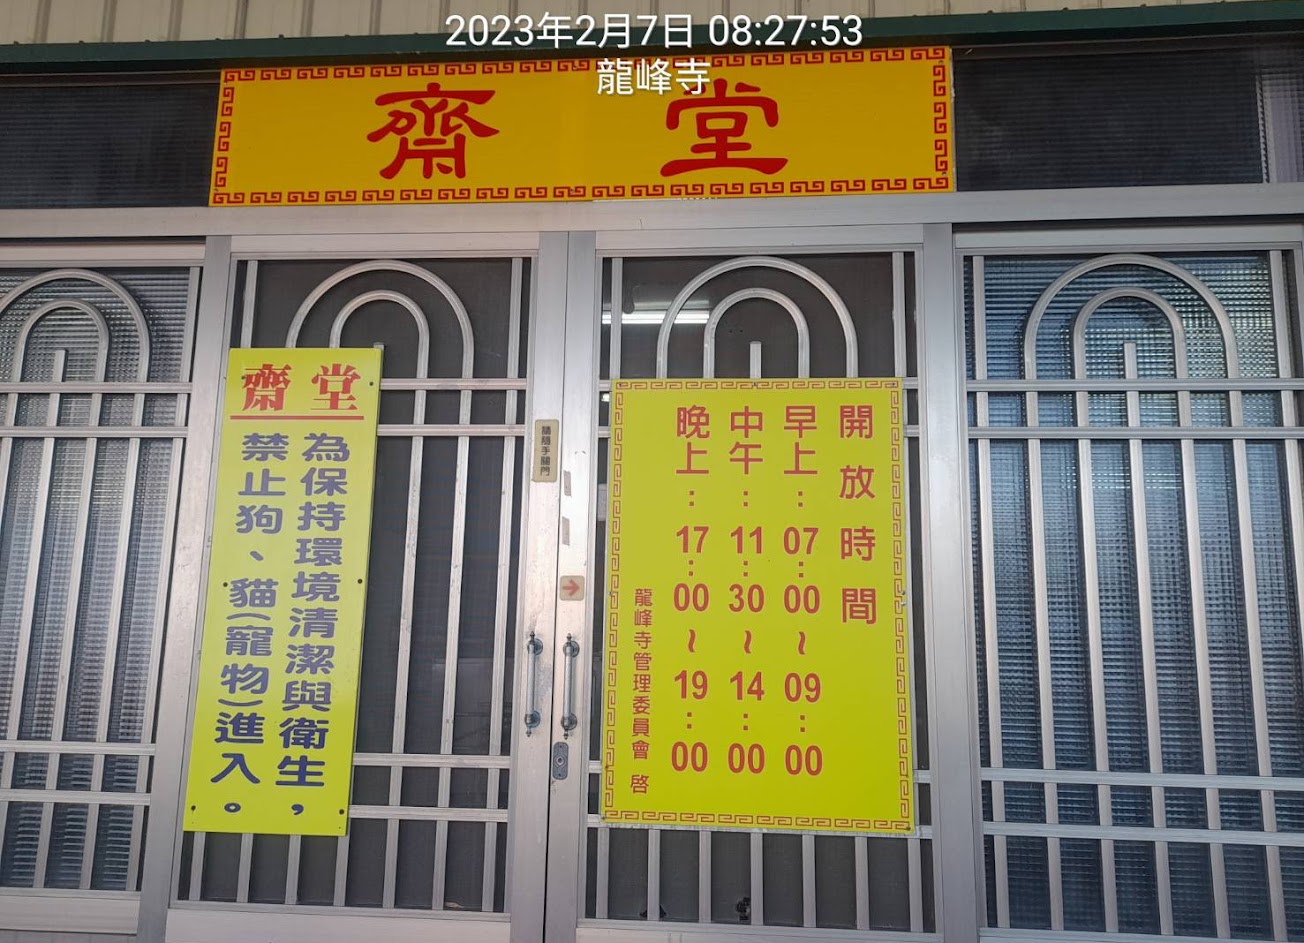 2023年2月7日 08:27:53
龍峰寺
齋堂
齋堂
為保持環境清潔與衛生，
禁止狗、貓(寵物)進入。
請隨手關門
開放時間
早上：07：00～09：00
中午：11：30～14：00
晚上：17：00～19：00
龍峰寺管理委員會 啓